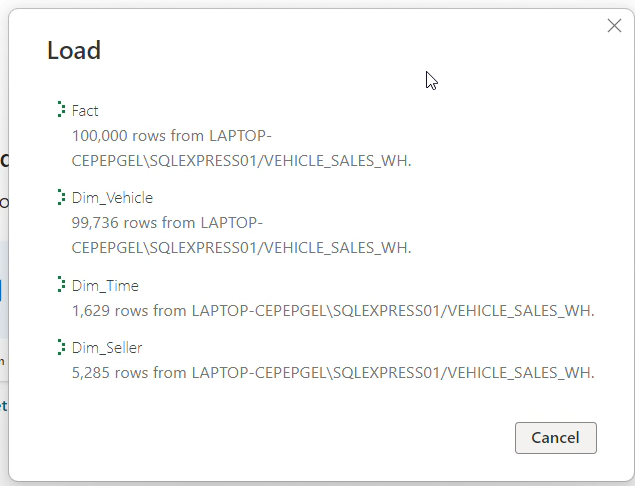 Load
Fact
100,000 rows from LAPTOP-
CEPEPGEL\SQLEXPRESS01/VEHICLE_SALES_WH.
Dim_Vehicle
99,736 rows from LAPTOP-
CEPEPGEL\SQLEXPRESS01/VEHICLE_SALES_WH.
Dim_Time
1,629 rows from LAPTOP-CEPEPGEL\SQLEXPRESS01/VEHICLE_SALES_WH.
Dim_Seller
5,285 rows from LAPTOP-CEPEPGEL\SQLEXPRESS01/VEHICLE_SALES_WH.
Cancel